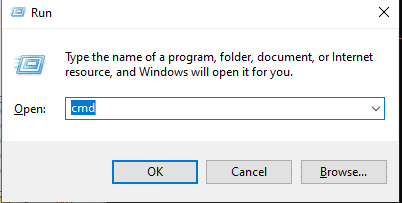 Run
Type the name of a program, folder, document, or Internet
resource, and Windows will open it for you.
Open: cmd
OK Cancel Browse...